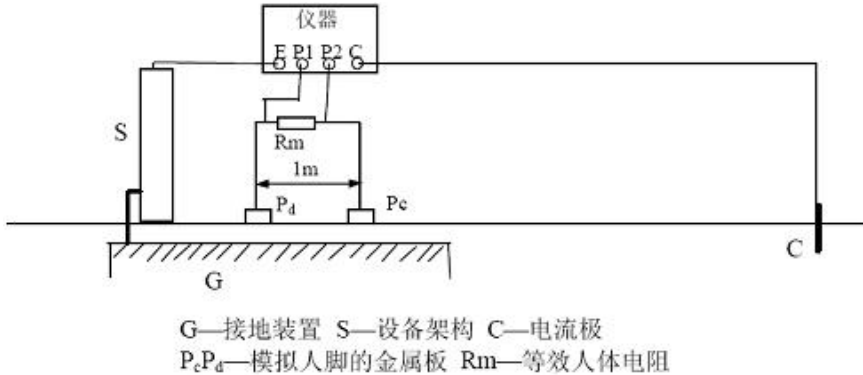 仪器
E P1 P2 C
S
Rm
1m
Pd
Pc
C
G
G—接地装置 S—设备架构 C—电流极
PcPd—模拟人脚的金属板 Rm—等效人体电阻